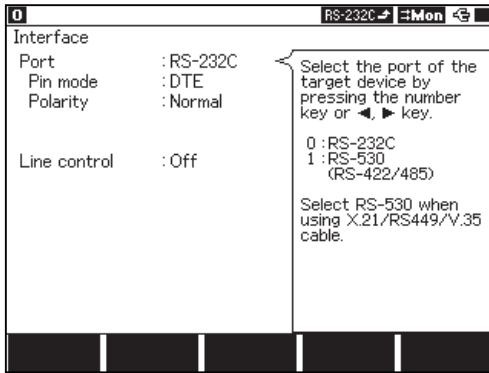 0 RS-232C Mon
Interface
Port :RS-232C
Pin mode :DTE
Polarity :Normal
Line control :Off
Select the port of the
target device by
pressing the number
key or ◀, ▶ key.
0 :RS-232C
1 :RS-530
(RS-422/485)
Select RS-530 when
using X.21/RS449/V.35
cable.